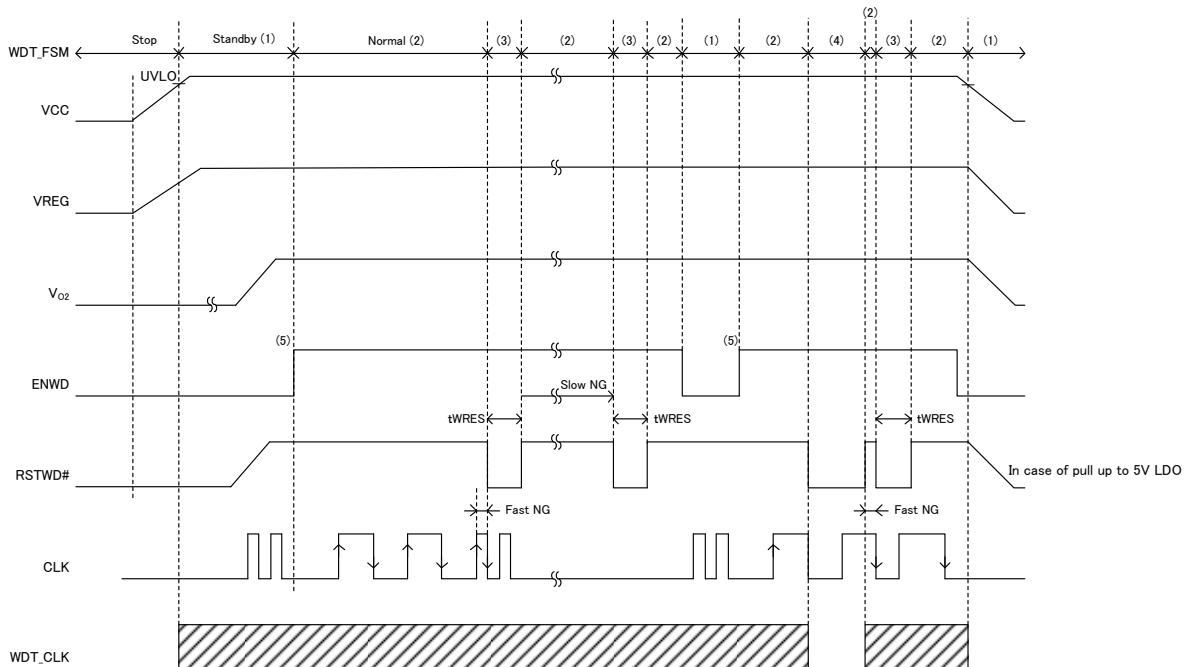 (2)
WDT_FSM Stop Standby (1) Normal (2) (3) (2) (3) (2) (1) (2) (4) (3) (2) (1)
UVLO
VCC
VREG
VO2
(5) (5)
ENWD
Slow NG
tWRES tWRES tWRES
RSTWD#
In case of pull up to 5V LDO
Fast NG Fast NG
CLK
WDT_CLK